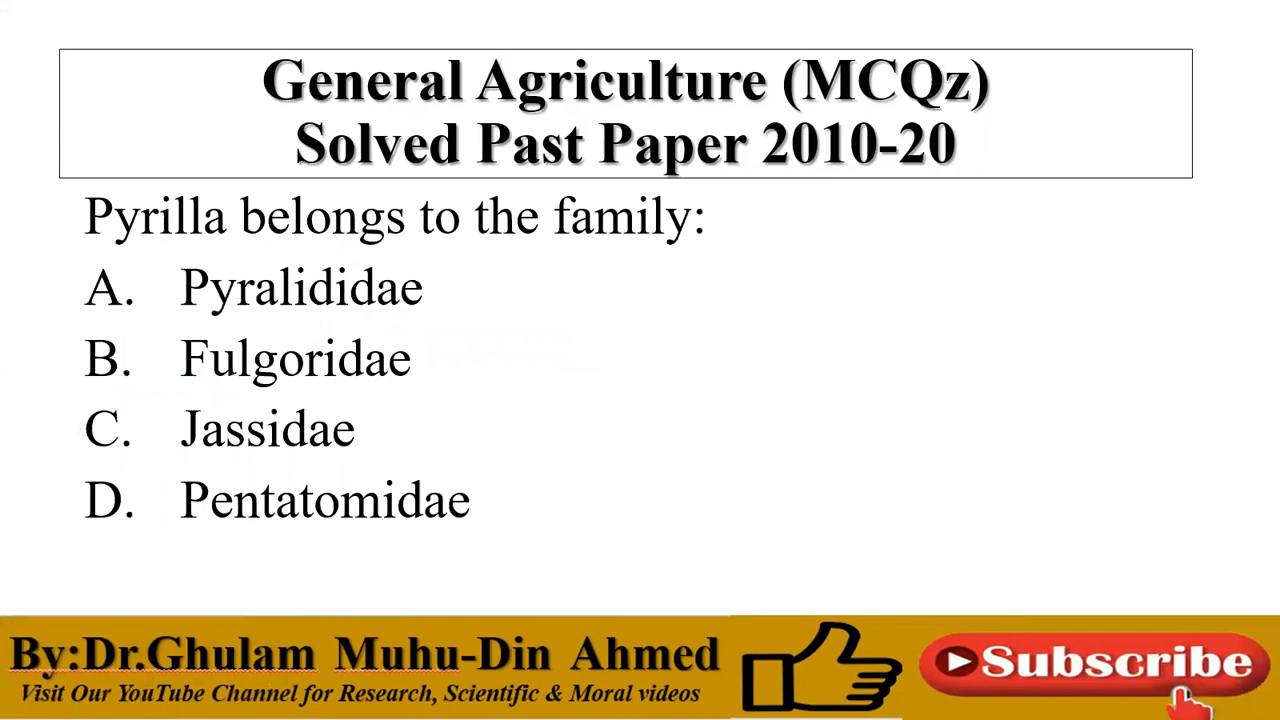 General Agriculture (MCQz)
Solved Past Paper 2010-20
Pyrilla belongs to the family:
A. Pyralididae
B. Fulgoridae
C. Jassidae
D. Pentatomidae
By:Dr.Ghulam Muhu-Din Ahmed
Visit Our YouTube Channel for Research, Scientific & Moral videos
Subscribe